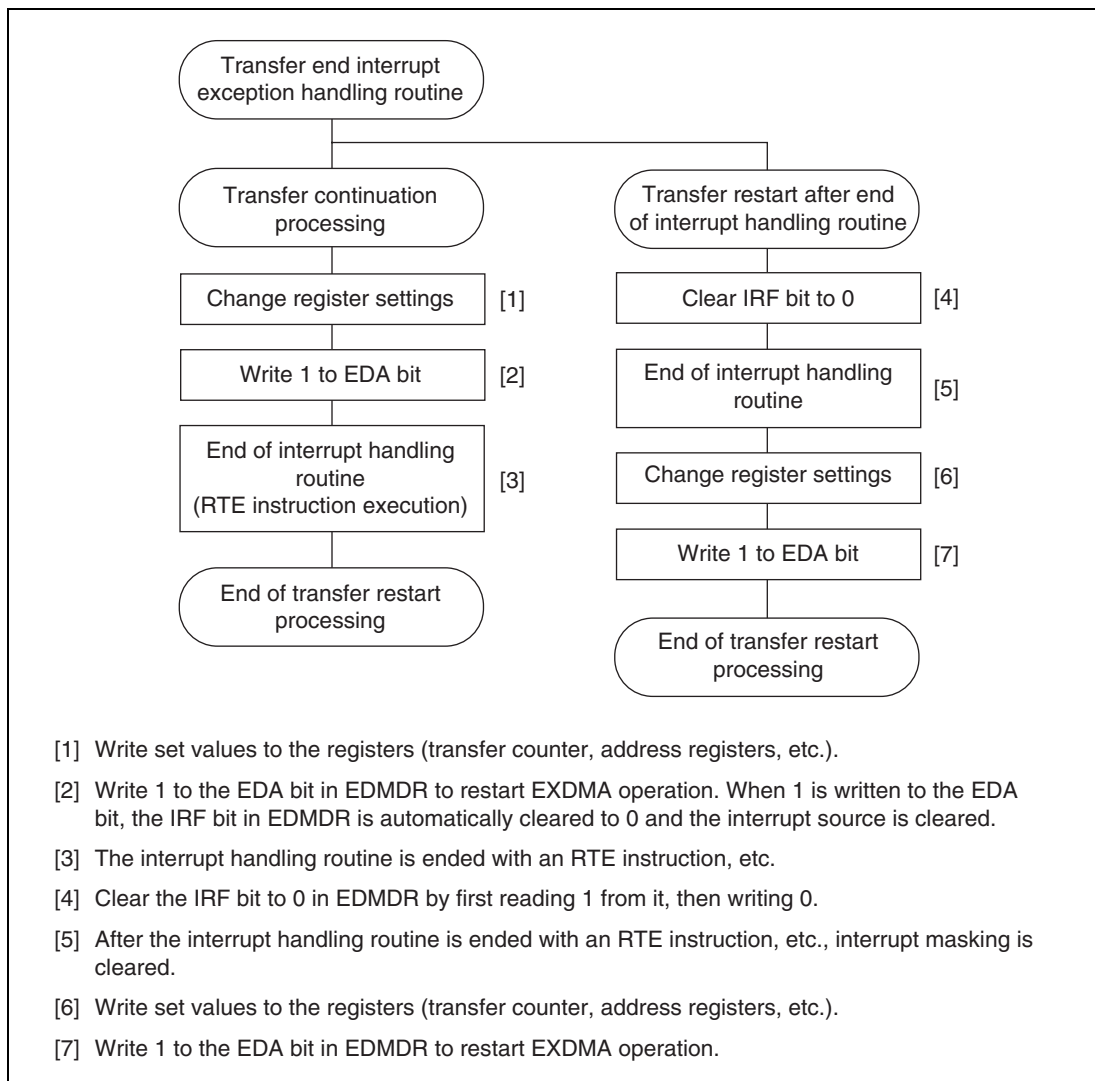 Transfer end interrupt
exception handling routine
Transfer continuation
processing
Change register settings [1]
Write 1 to EDA bit [2]
End of interrupt handling
routine
(RTE instruction execution) [3]
End of transfer restart
processing
Transfer restart after end
of interrupt handling routine
Clear IRF bit to 0 [4]
End of interrupt handling
routine [5]
Change register settings [6]
Write 1 to EDA bit [7]
End of transfer restart
processing
[1] Write set values to the registers (transfer counter, address registers, etc.).
[2] Write 1 to the EDA bit in EDMDR to restart EXDMA operation. When 1 is written to the EDA
bit, the IRF bit in EDMDR is automatically cleared to 0 and the interrupt source is cleared.
[3] The interrupt handling routine is ended with an RTE instruction, etc.
[4] Clear the IRF bit to 0 in EDMDR by first reading 1 from it, then writing 0.
[5] After the interrupt handling routine is ended with an RTE instruction, etc., interrupt masking is
cleared.
[6] Write set values to the registers (transfer counter, address registers, etc.).
[7] Write 1 to the EDA bit in EDMDR to restart EXDMA operation.